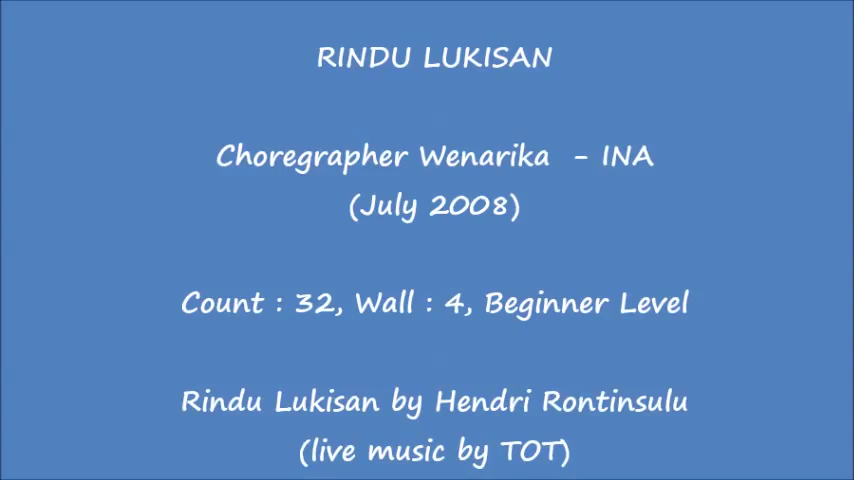 RINDU LUKISAN
Choregrapher Wenarika - INA
(July 2008)
Count : 32, Wall : 4, Beginner Level
Rindu Lukisan by Hendri Rontinsulu
(live music by TOT)